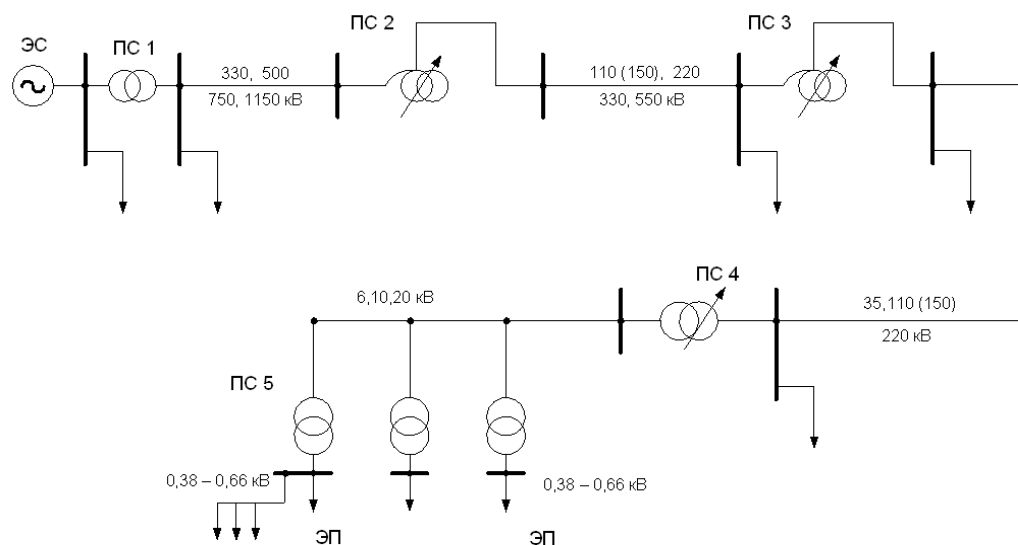 ЭС
ПС 1
ПС 2
ПС 3
330, 500
750, 1150 кВ
110 (150), 220
330, 550 кВ
ПС 4
6,10,20 кВ
35,110 (150)
220 кВ
ПС 5
0,38 – 0,66 кВ
0,38 – 0,66 кВ
ЭП
ЭП